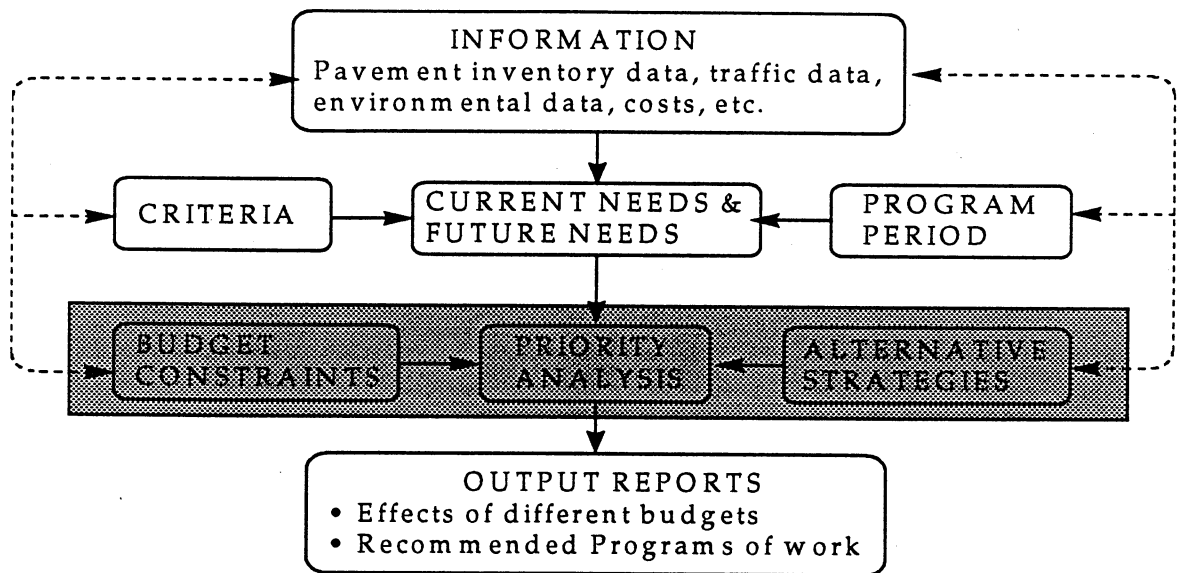 INFORMATION
Pavement inventory data, traffic data,
environmental data, costs, etc.
CRITERIA
CURRENT NEEDS &
FUTURE NEEDS
PROGRAM
PERIOD
BUDGET
CONSTRAINTS
PRIORITY
ANALYSIS
ALTERNATIVE
STRATEGIES
OUTPUT REPORTS
• Effects of different budgets
• Recommended Programs of work